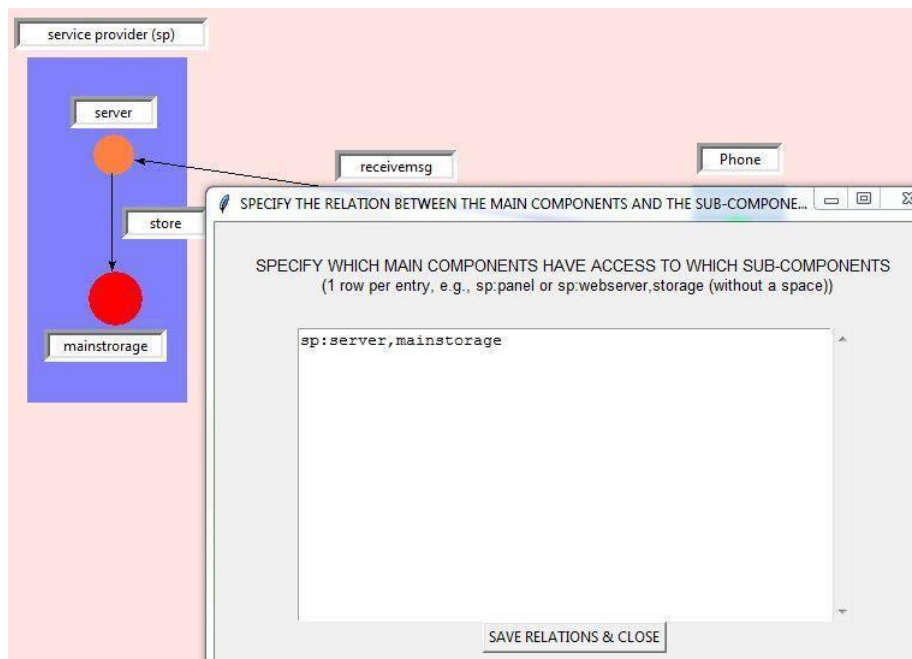 service provider (sp)
server
receivemsg
Phone
store
mainstrorage
SPECIFY THE RELATION BETWEEN THE MAIN COMPONENTS AND THE SUB-COMPONE...
SPECIFY WHICH MAIN COMPONENTS HAVE ACCESS TO WHICH SUB-COMPONENTS
(1 row per entry, e.g., sp:panel or sp:webserver,storage (without a space))
sp:server,mainstorage
SAVE RELATIONS & CLOSE